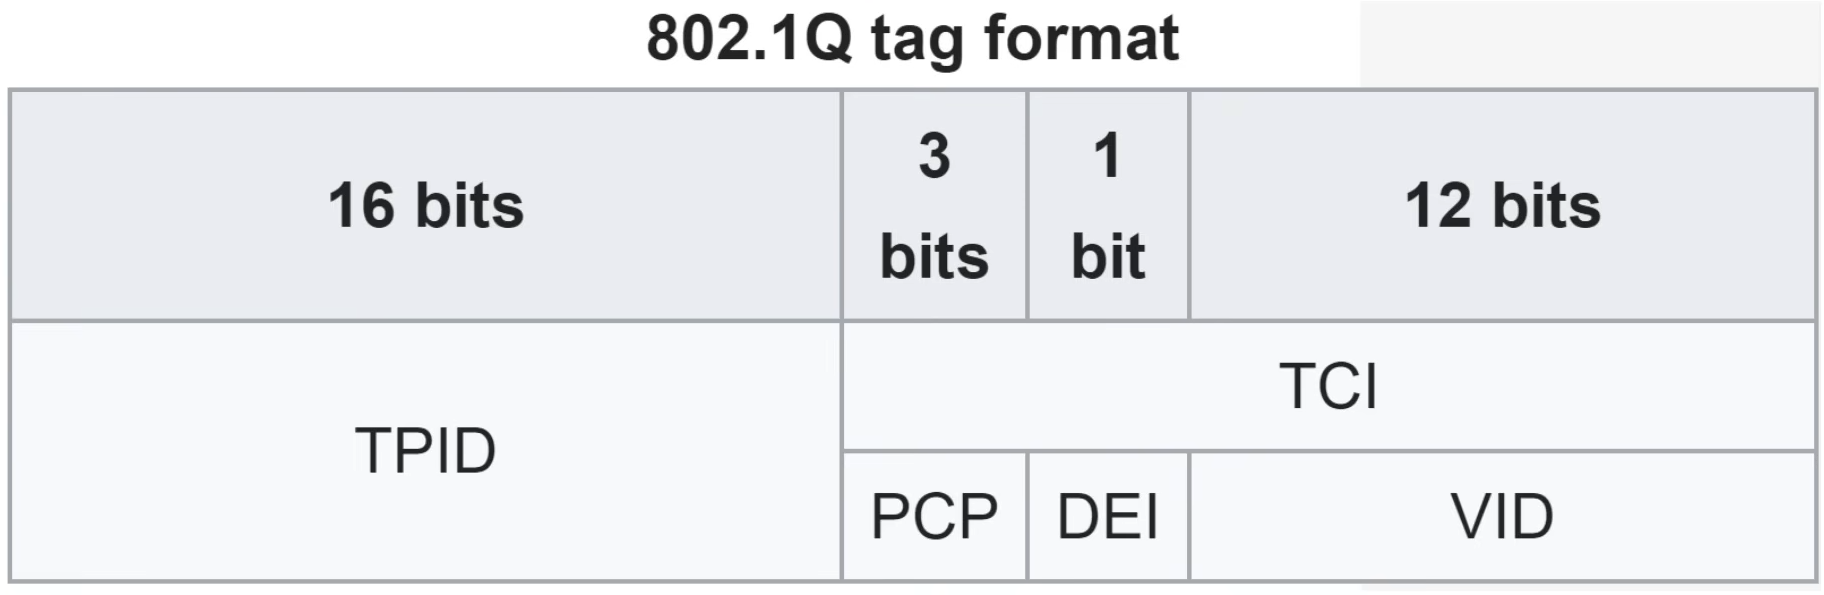 802.1Q tag format
16 bits
3
bits
1
bit
12 bits
TPID
TCI
PCP
DEI
VID